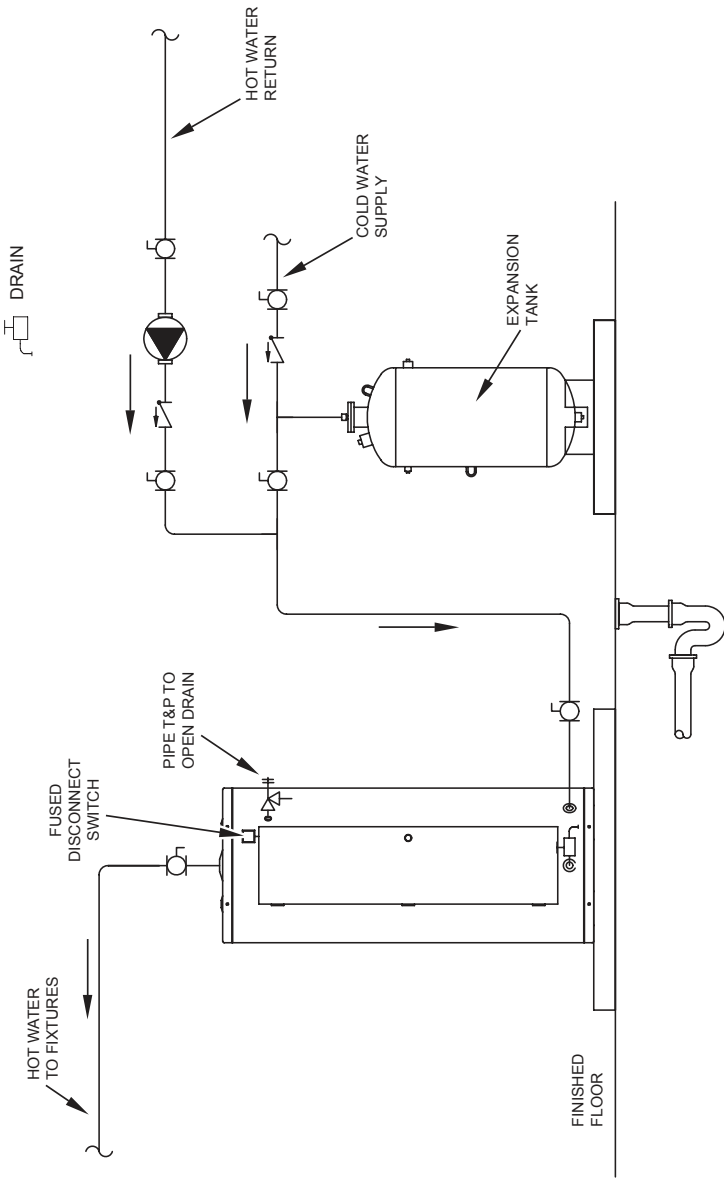 DRAIN
HOT WATER
RETURN
COLD WATER
SUPPLY
EXPANSION
TANK
PIPE T&P TO
OPEN DRAIN
FUSED
DISCONNECT
SWITCH
HOT WATER
TO FIXTURES
FINISHED
FLOOR